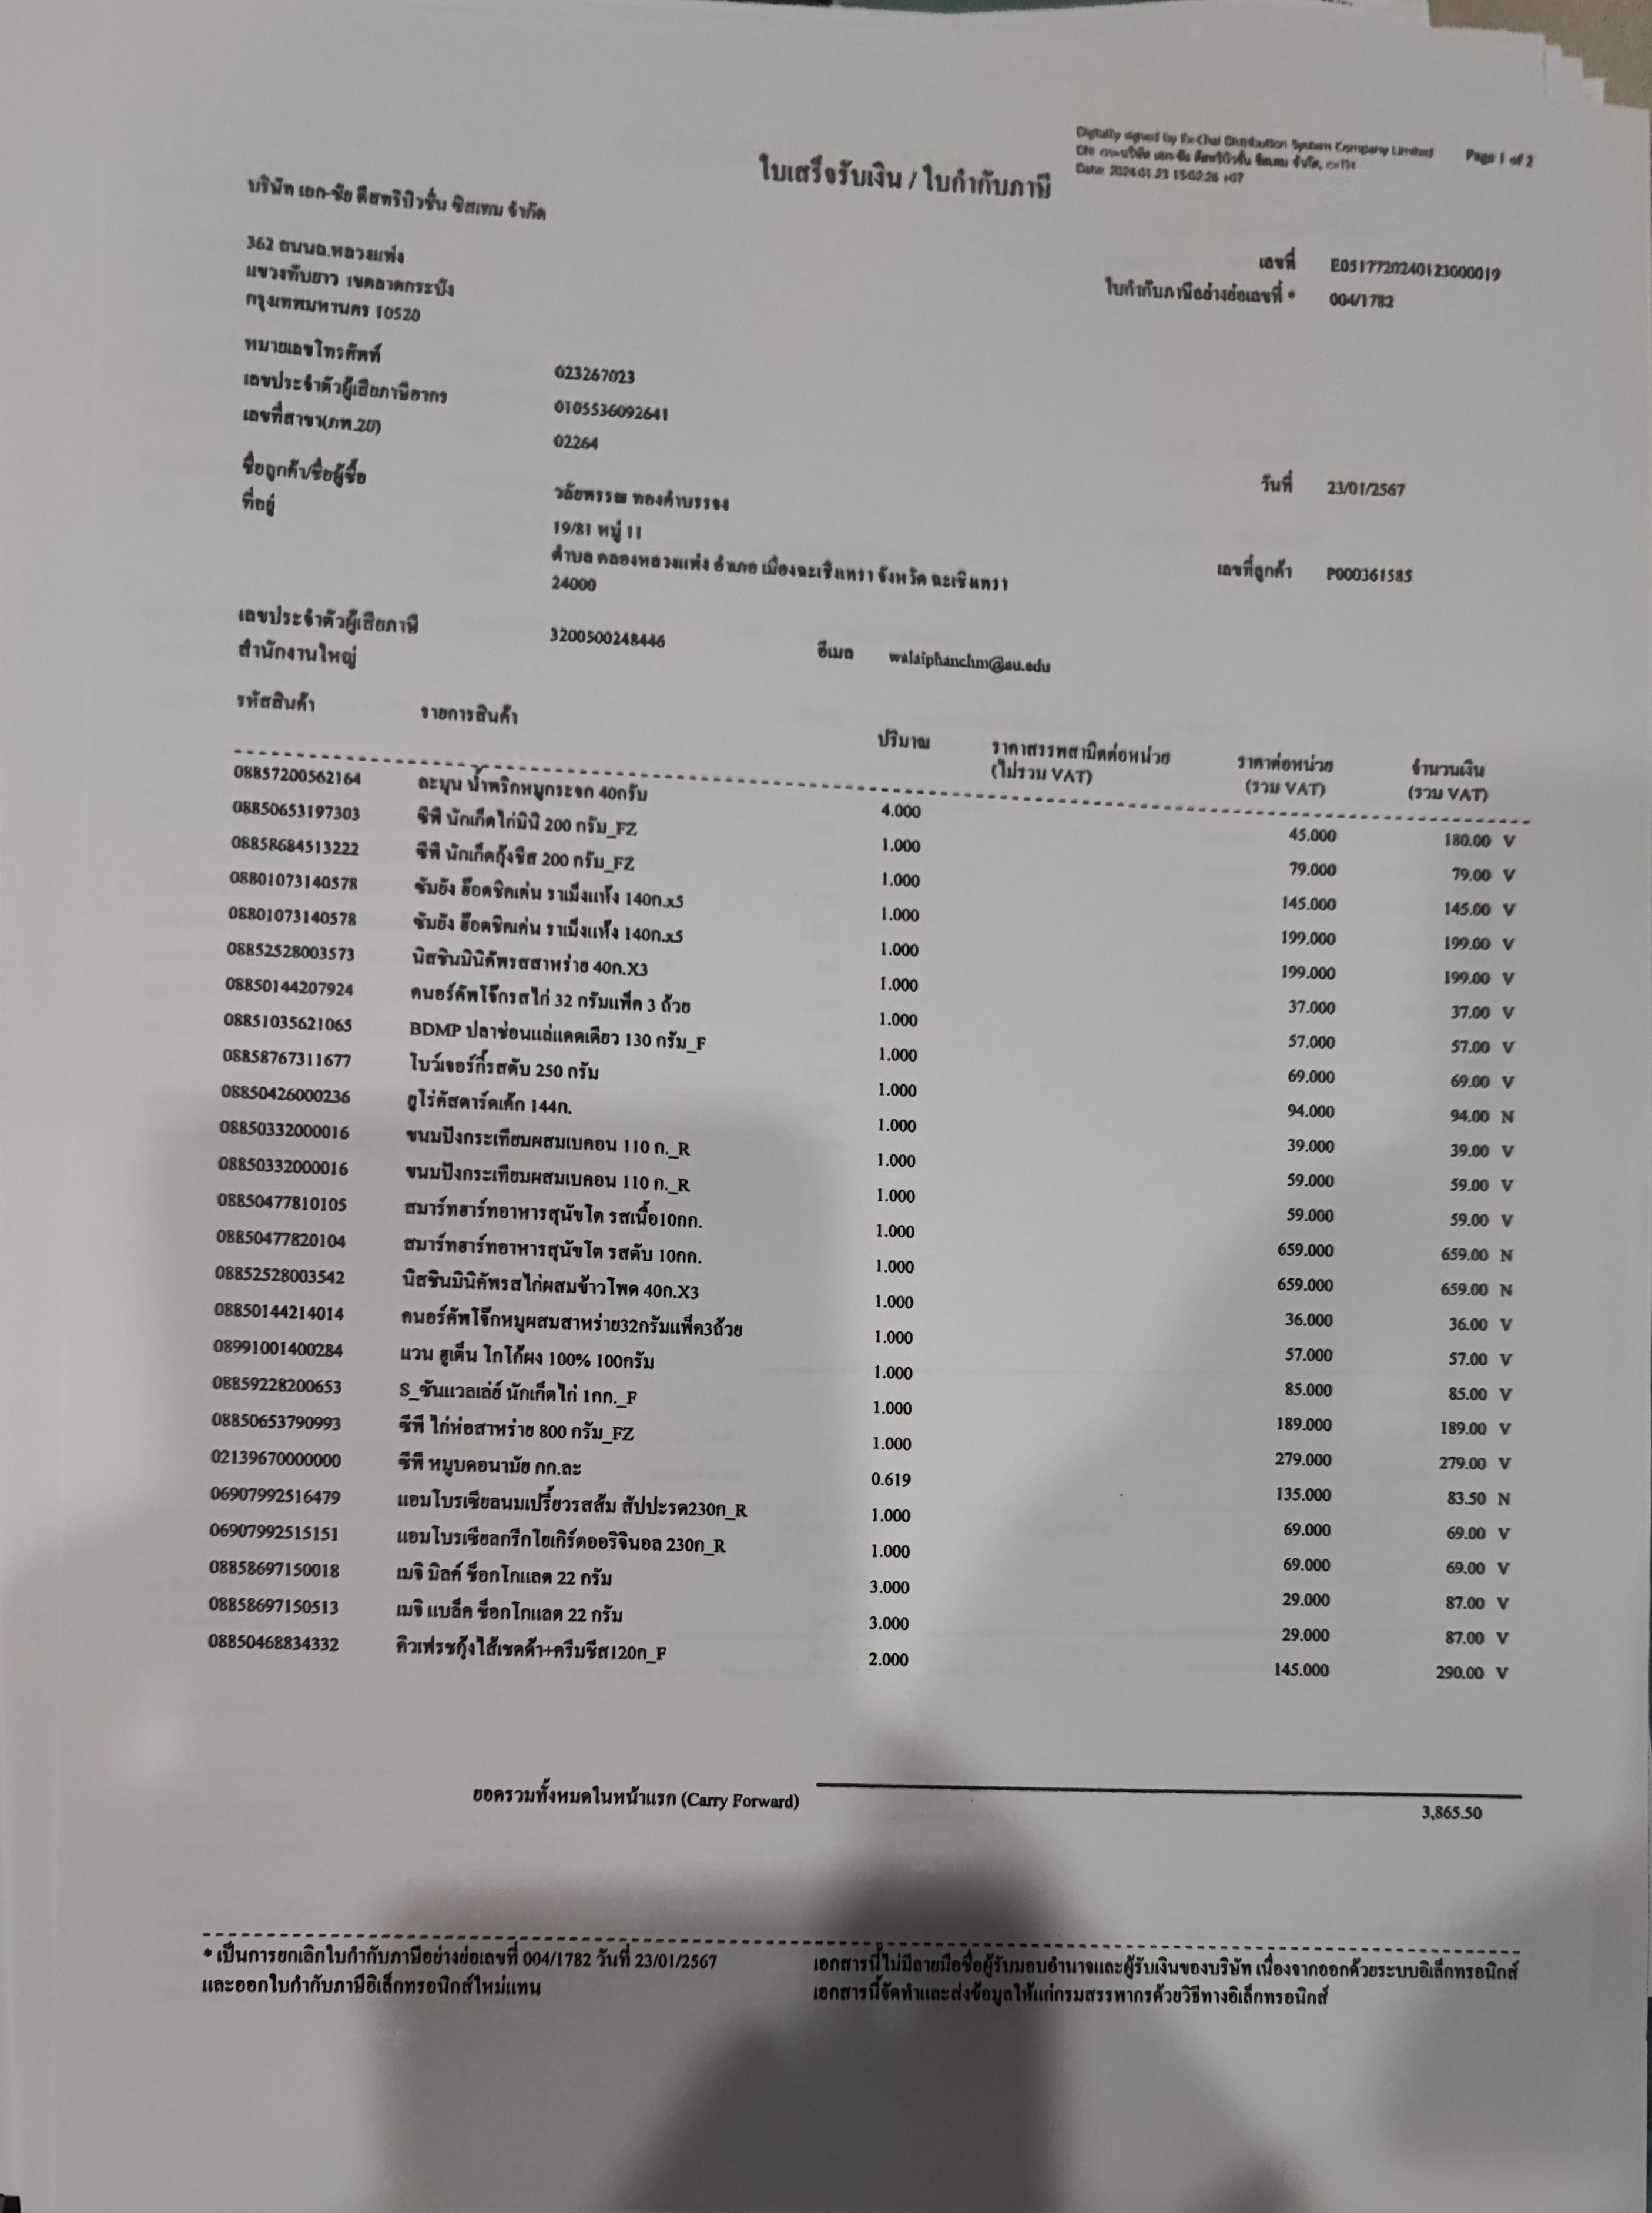 Digitally signed by Ek-Chai Distribution System Company Limited Page 1 of 2
Date: 2024.01.23 15:02:26 +07
ใบเสร็จรับเงิน / ใบกำกับภาษี
บริษัท เอก-ชัย ดีสทริบิวชั่น ซิสเทม จำกัด
362 ถนนถ.หลวงแพ่ง
แขวงทับยาว เขตลาดกระบัง
กรุงเทพมหานคร 10520
เลขที่ E0517720240123000019
ใบกำกับภาษีอย่างย่อเลขที่ * 004/1782
หมายเลขโทรศัพท์ 023267023
เลขประจำตัวผู้เสียภาษีอากร 0105536092641
เลขที่สาขา(ภพ.20) 02264
ชื่อลูกค้า/ชื่อผู้ซื้อ วลัยพรรณ ทองคำบรรจง วันที่ 23/01/2567
ที่อยู่ 19/81 หมู่ 11
ตำบล คลองหลวงแพ่ง อำเภอ เมืองฉะเชิงเทรา จังหวัด ฉะเชิงเทรา
24000
เลขที่ลูกค้า P000361585
เลขประจำตัวผู้เสียภาษี 3200500248446 อีเมล walaiphanchm@au.edu
สำนักงานใหญ่
รหัสสินค้า รายการสินค้า ปริมาณ ราคาสรรพสามิตต่อหน่วย ราคาต่อหน่วย จำนวนเงิน
(ไม่รวม VAT) (รวม VAT) (รวม VAT)
08857200562164 ละมุน น้ำพริกหมูกระจก 40กรัม 4.000 45.000 180.00 V
08850653197303 ซีพี นักเก็ตไก่มินิ 200 กรัม_FZ 1.000 79.000 79.00 V
08858684513222 ซีพี นักเก็ตกุ้งชีส 200 กรัม_FZ 1.000 145.000 145.00 V
08801073140578 ซัมยัง ฮ็อตชิคเค่น ราเม็งแห้ง 140ก.x5 1.000 199.000 199.00 V
08801073140578 ซัมยัง ฮ็อตชิคเค่น ราเม็งแห้ง 140ก.x5 1.000 199.000 199.00 V
08852528003573 นิสชินมินิคัพรสสาหร่าย 40ก.X3 1.000 37.000 37.00 V
08850144207924 คนอร์คัพโจ๊กรสไก่ 32 กรัมแพ็ค 3 ถ้วย 1.000 57.000 57.00 V
08851035621065 BDMP ปลาช่อนแล่แดดเดียว 130 กรัม_F 1.000 69.000 69.00 V
08858767311677 โบว์เจอร์กี้รสตับ 250 กรัม 1.000 94.000 94.00 N
08850426000236 ยูโร่คัสตาร์ดเค้ก 144ก. 1.000 39.000 39.00 V
08850332000016 ขนมปังกระเทียมผสมเบคอน 110 ก._R 1.000 59.000 59.00 V
08850332000016 ขนมปังกระเทียมผสมเบคอน 110 ก._R 1.000 59.000 59.00 V
08850477810105 สมาร์ทฮาร์ทอาหารสุนัขโต รสเนื้อ10กก. 1.000 659.000 659.00 N
08850477820104 สมาร์ทฮาร์ทอาหารสุนัขโต รสตับ 10กก. 1.000 659.000 659.00 N
08852528003542 นิสชินมินิคัพรสไก่ผสมข้าวโพด 40ก.X3 1.000 36.000 36.00 V
08850144214014 คนอร์คัพโจ๊กหมูผสมสาหร่าย32กรัมแพ็ค3ถ้วย 1.000 57.000 57.00 V
08991001400284 แวน ฮูเต็น โกโก้ผง 100% 100กรัม 1.000 85.000 85.00 V
08859228200653 S_ซันแวลเล่ย์ นักเก็ตไก่ 1กก._F 1.000 189.000 189.00 V
08850653790993 ซีพี ไก่ห่อสาหร่าย 800 กรัม_FZ 1.000 279.000 279.00 V
02139670000000 ซีพี หมูบดอนามัย กก.ละ 0.619 135.000 83.50 N
06907992516479 แอมโบรเซียลนมเปรี้ยวรสส้ม สัปปะรด230ก_R 1.000 69.000 69.00 V
06907992515151 แอมโบรเซียลกรีกโยเกิร์ตออริจินอล 230ก_R 1.000 69.000 69.00 V
08858697150018 เมจิ มิลค์ ช็อกโกแลต 22 กรัม 3.000 29.000 87.00 V
08858697150513 เมจิ แบล็ค ช็อกโกแลต 22 กรัม 3.000 29.000 87.00 V
08850468834332 คิวเฟรชกุ้งไส้เชดด้า+ครีมชีส120ก_F 2.000 145.000 290.00 V
ยอดรวมทั้งหมดในหน้าแรก (Carry Forward) 3,865.50
* เป็นการยกเลิกใบกำกับภาษีอย่างย่อเลขที่ 004/1782 วันที่ 23/01/2567
และออกใบกำกับภาษีอิเล็กทรอนิกส์ใหม่แทน
เอกสารนี้ไม่มีลายมือชื่อผู้รับมอบอำนาจและผู้รับเงินของบริษัท เนื่องจากออกด้วยระบบอิเล็กทรอนิกส์
เอกสารนี้จัดทำและส่งข้อมูลให้แก่กรมสรรพากรด้วยวิธีทางอิเล็กทรอนิกส์